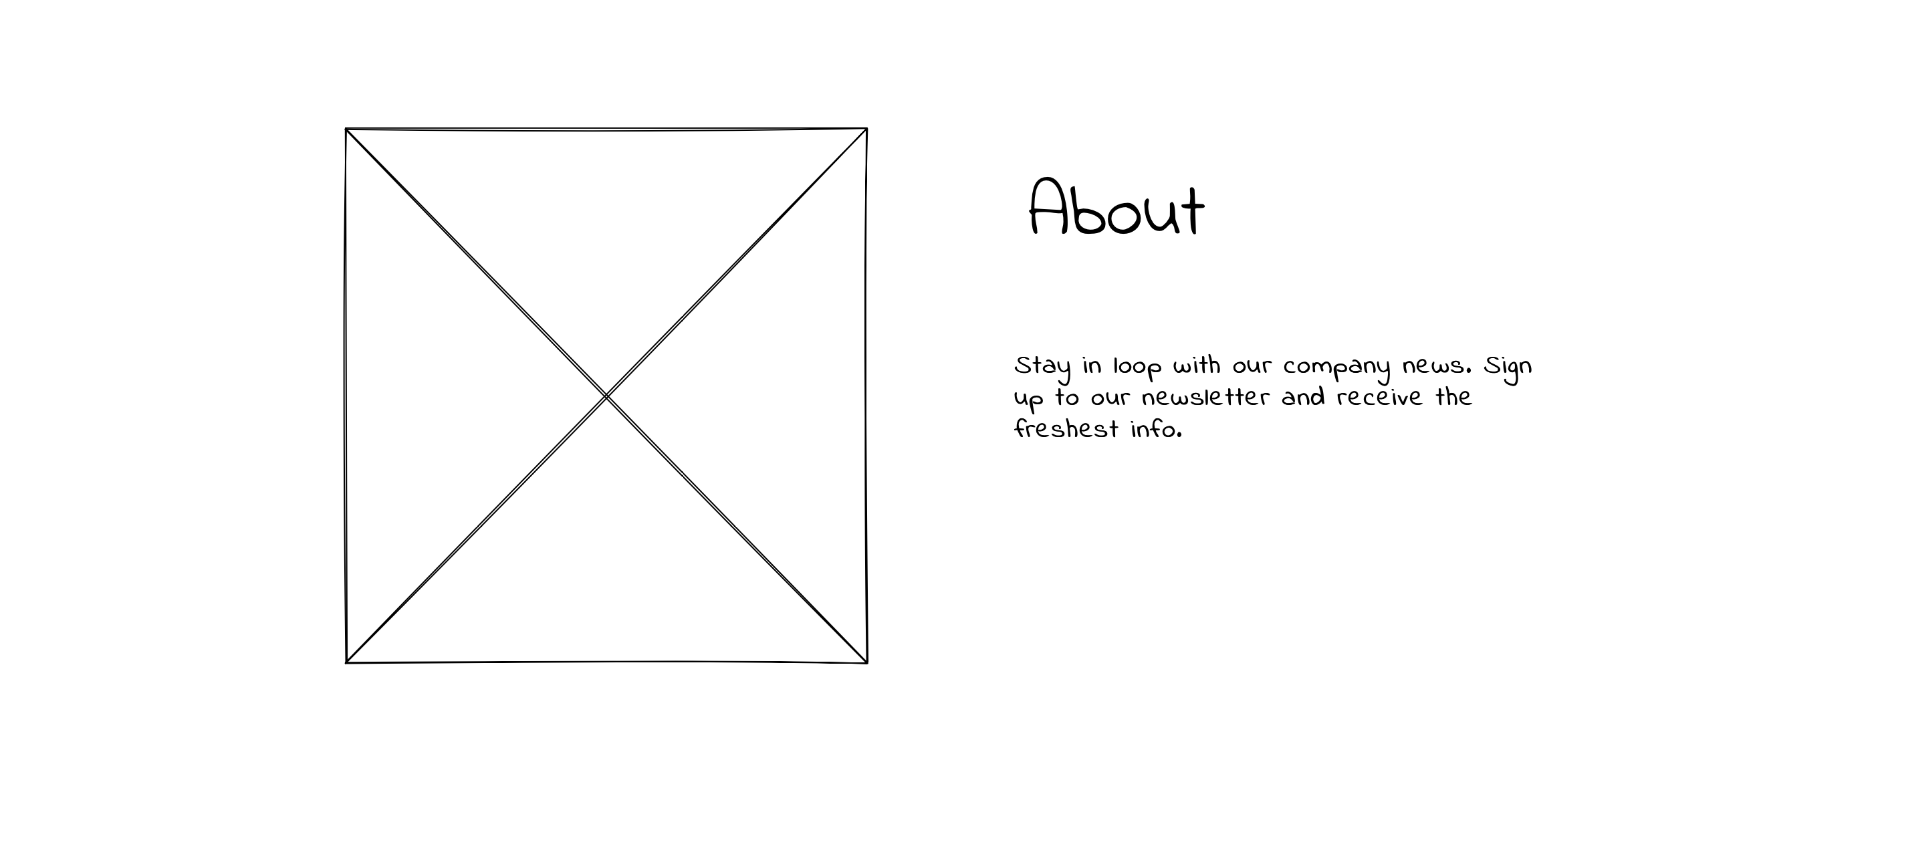 About
Stay in loop with our company news. Sign
up to our newsletter and receive the
freshest info.